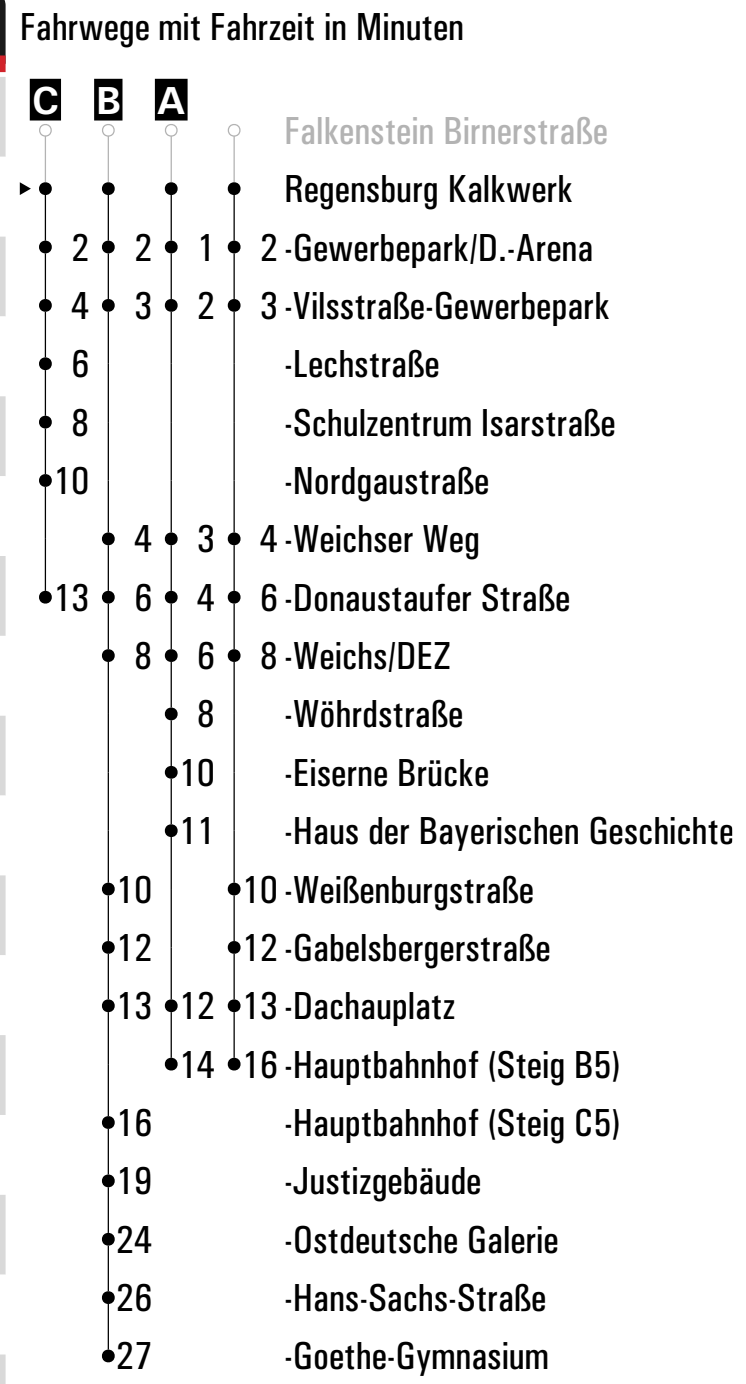 Fahrwege mit Fahrzeit in Minuten
C B A
Falkenstein Birnerstraße
Regensburg Kalkwerk
2 2 1 2 -Gewerbepark/D.-Arena
4 3 2 3 -Vilsstraße-Gewerbepark
6 -Lechstraße
8 -Schulzentrum Isarstraße
10 -Nordgaustraße
4 3 4 -Weichser Weg
13 6 4 6 -Donaustaufer Straße
8 6 8 -Weichs/DEZ
8 -Wöhrdstraße
10 -Eiserne Brücke
11 -Haus der Bayerischen Geschichte
10 10 -Weißenburgstraße
12 12 -Gabelsbergerstraße
13 12 13 -Dachauplatz
14 16 -Hauptbahnhof (Steig B5)
16 -Hauptbahnhof (Steig C5)
19 -Justizgebäude
24 -Ostdeutsche Galerie
26 -Hans-Sachs-Straße
27 -Goethe-Gymnasium